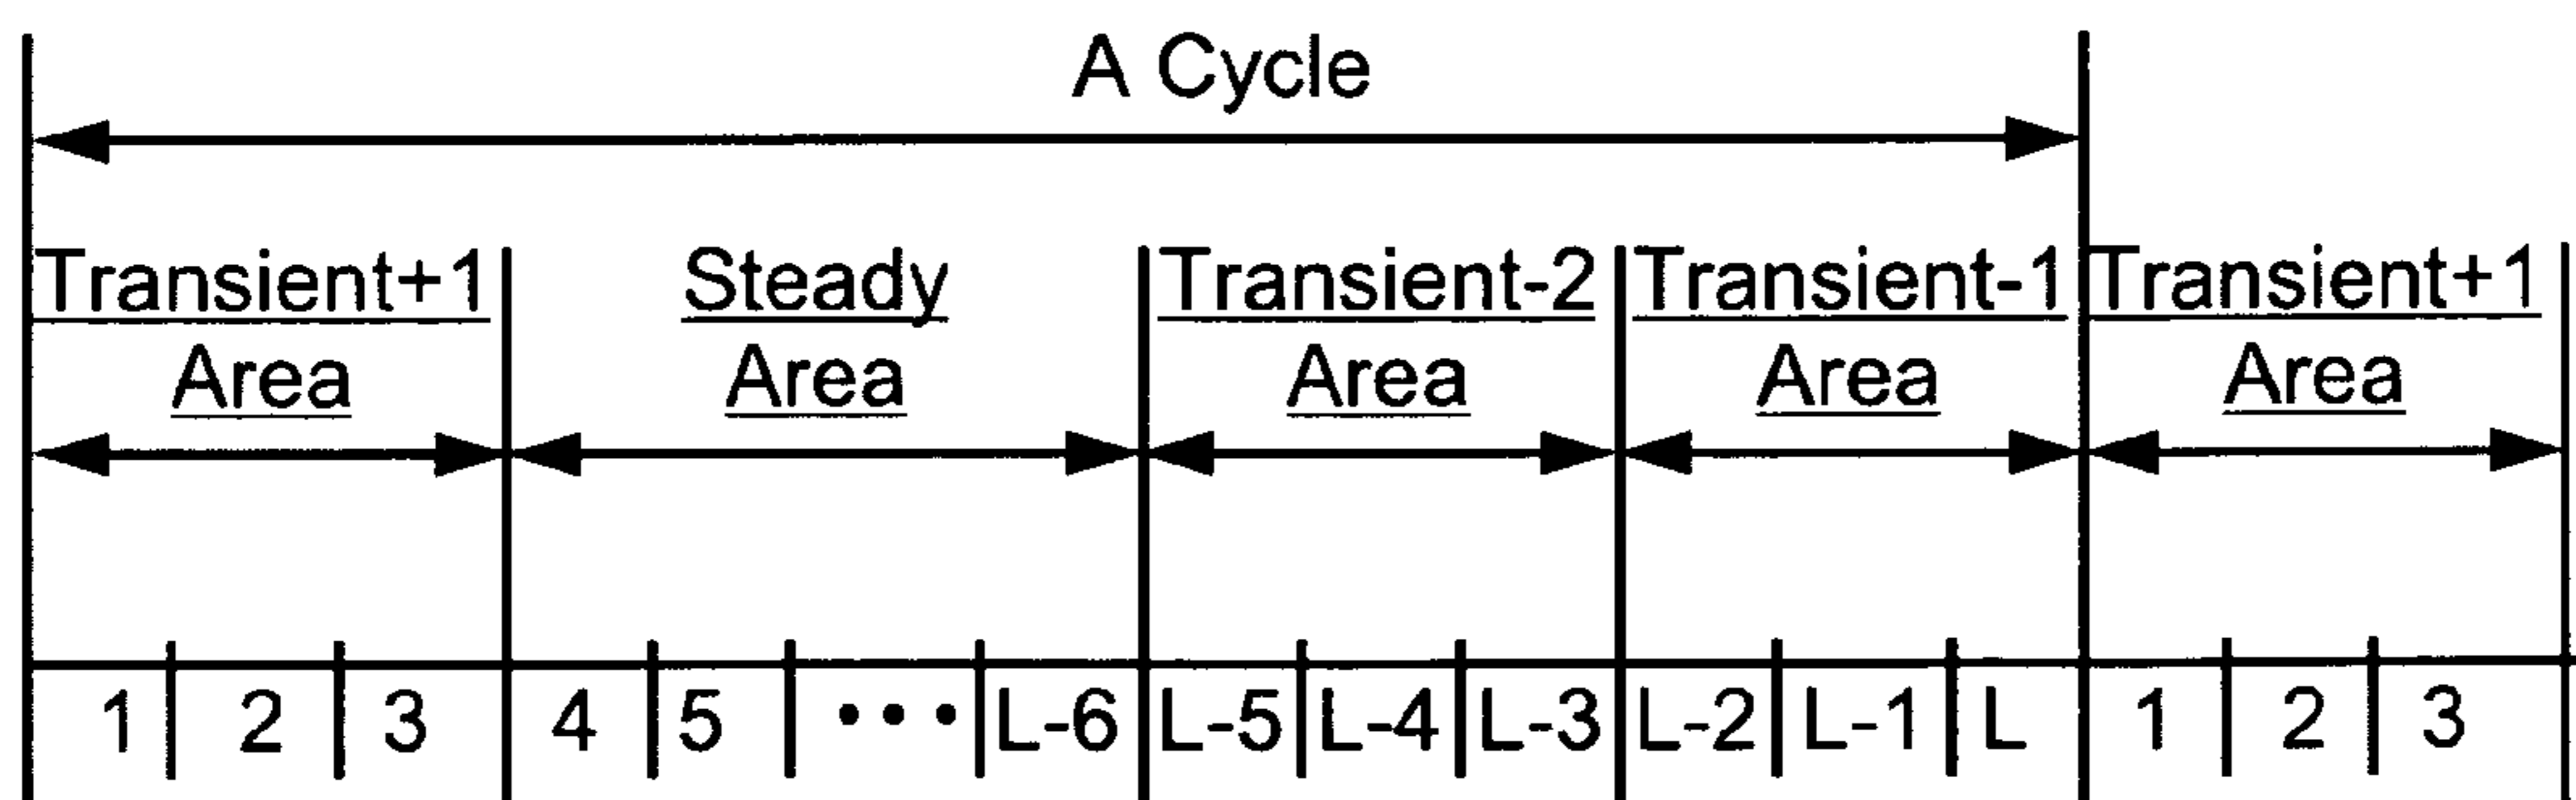 A Cycle
Transient+1 Steady Transient-2 Transient-1 Transient+1
Area Area Area Area Area
1 2 3 4 5 ••• L-6 L-5 L-4 L-3 L-2 L-1 L 1 2 3